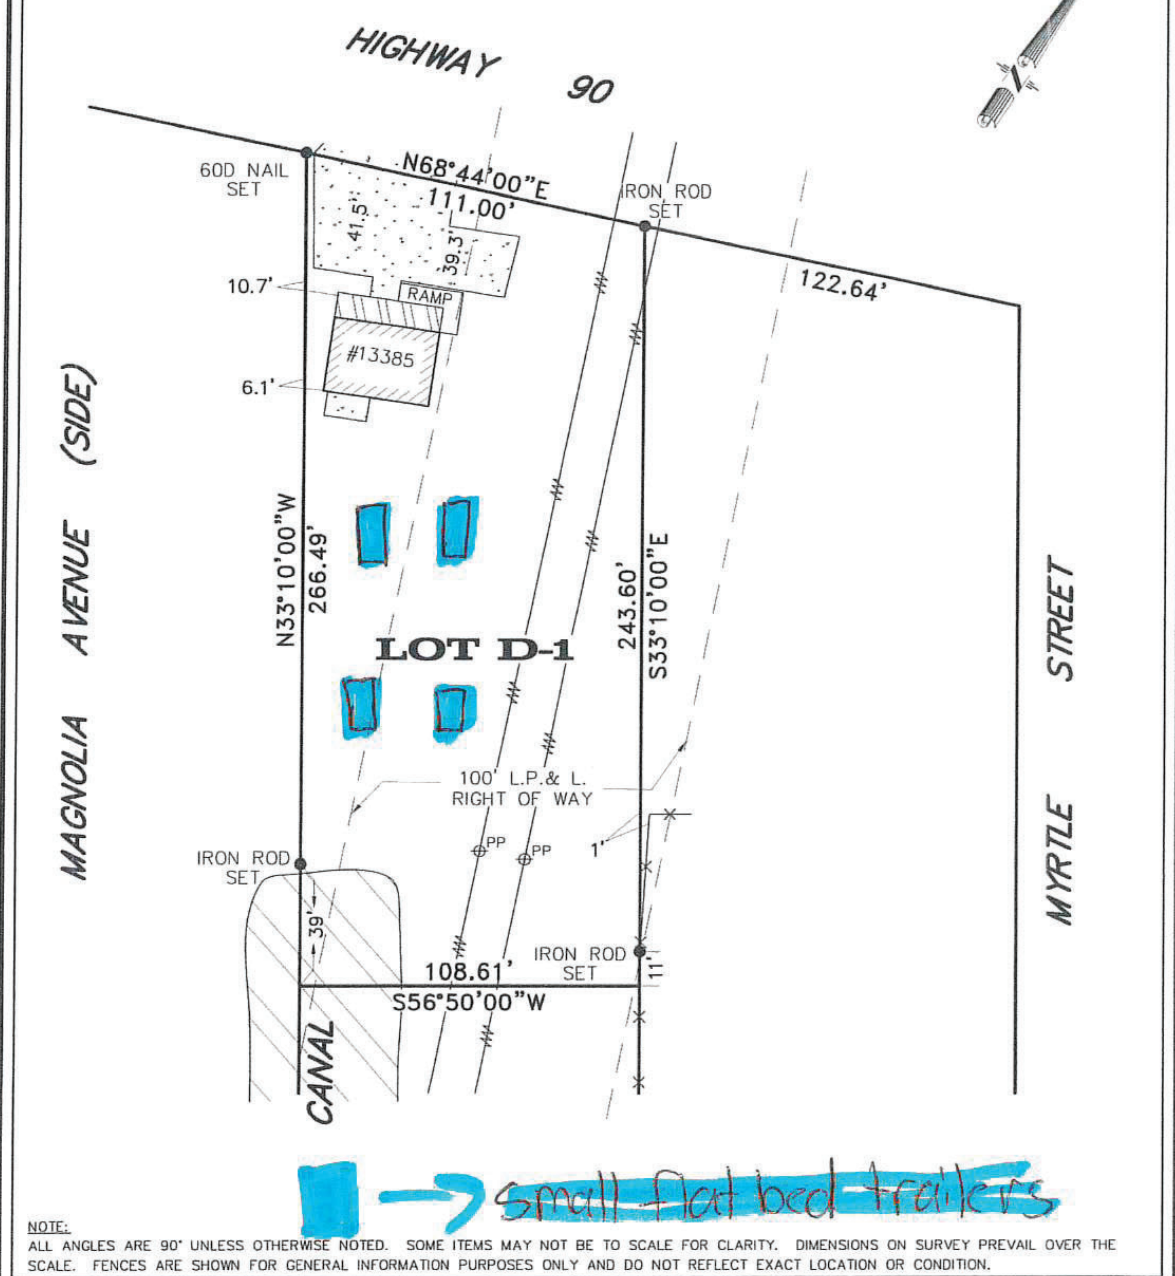 HIGHWAY 90
60D NAIL
SET
N68°44'00"E
111.00'
IRON ROD
SET
122.64'
41.5'
39.3'
10.7'
RAMP
#13385
6.1'
MAGNOLIA AVENUE (SIDE)
N33°10'00"W
266.49'
LOT D-1
243.60'
S33°10'00"E
MYRTLE STREET
100' L.P.& L.
RIGHT OF WAY
PP
PP
1'
IRON ROD
SET
39'
IRON ROD
SET
11'
108.61'
S56°50'00"W
CANAL
small flat bed trailers
NOTE:
ALL ANGLES ARE 90° UNLESS OTHERWISE NOTED. SOME ITEMS MAY NOT BE TO SCALE FOR CLARITY. DIMENSIONS ON SURVEY PREVAIL OVER THE
SCALE. FENCES ARE SHOWN FOR GENERAL INFORMATION PURPOSES ONLY AND DO NOT REFLECT EXACT LOCATION OR CONDITION.